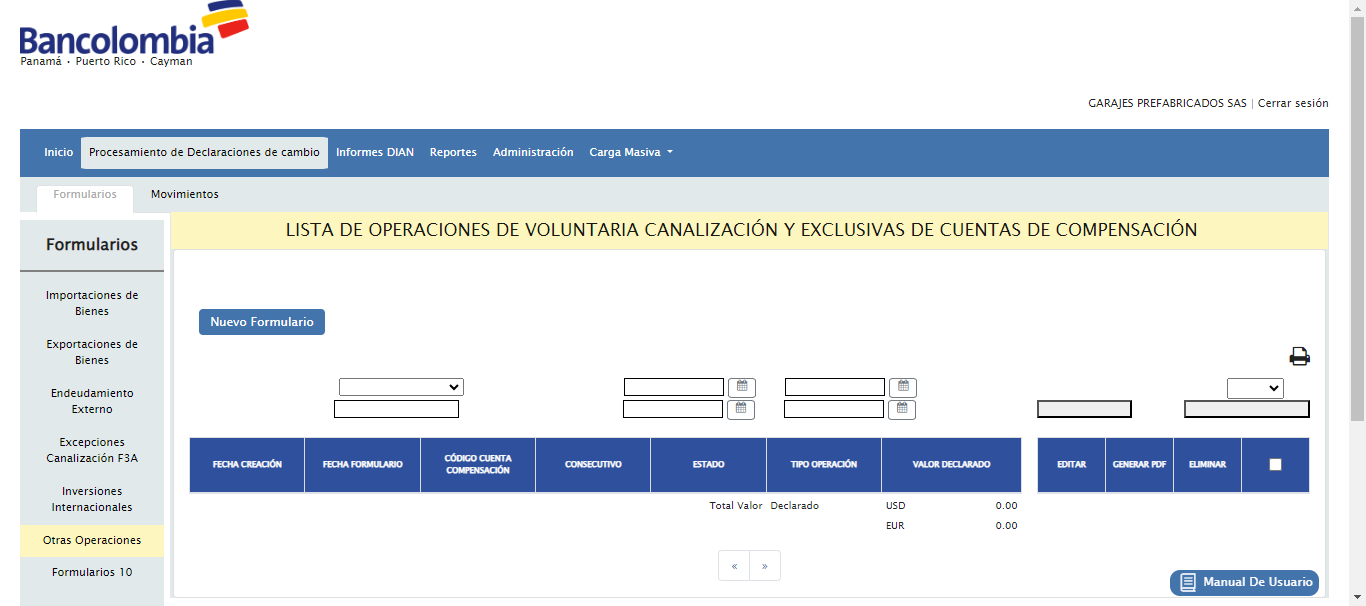 Bancolombia
Panamá • Puerto Rico • Cayman
GARAJES PREFABRICADOS SAS | Cerrar sesión
Inicio Procesamiento de Declaraciones de cambio Informes DIAN Reportes Administración Carga Masiva
Formularios Movimientos
Formularios
Importaciones de
Bienes
Exportaciones de
Bienes
Endeudamiento
Externo
Excepciones
Canalización F3A
Inversiones
Internacionales
Otras Operaciones
Formularios 10
LISTA DE OPERACIONES DE VOLUNTARIA CANALIZACIÓN Y EXCLUSIVAS DE CUENTAS DE COMPENSACIÓN
Nuevo Formulario
FECHA CREACIÓN FECHA FORMULARIO CÓDIGO CUENTA COMPENSACIÓN CONSECUTIVO ESTADO TIPO OPERACIÓN VALOR DECLARADO EDITAR GENERAR PDF ELIMINAR
Total Valor Declarado USD 0.00
EUR 0.00
« »
Manual De Usuario